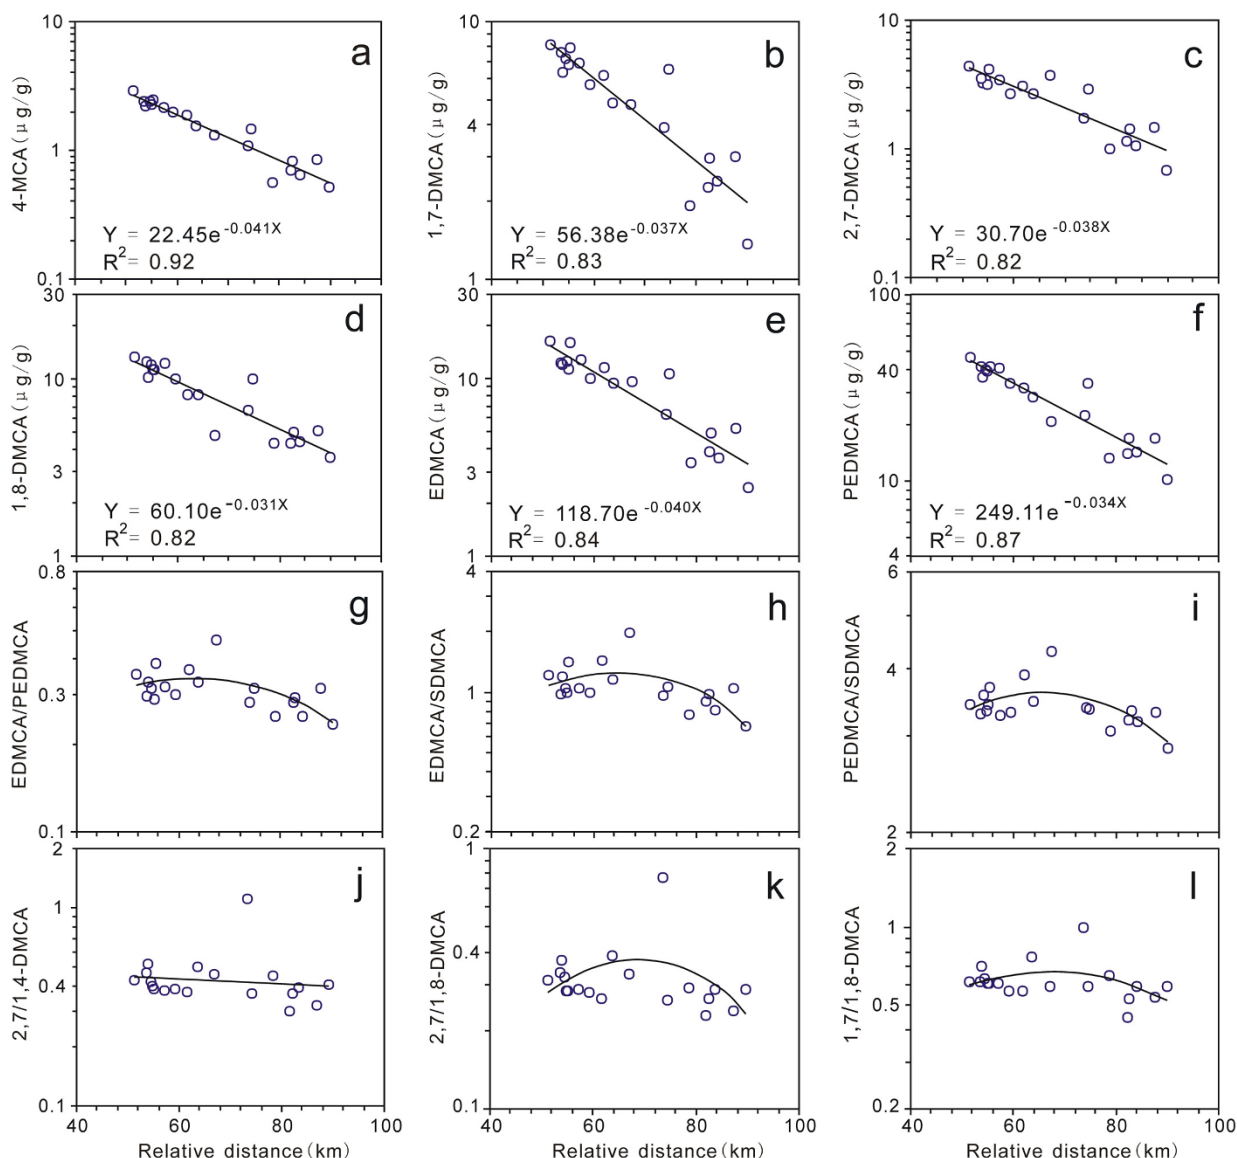 a
4-MCA(μg/g)
10
1
0.1
Y = 22.45e^-0.041X
R²= 0.92
b
1,7-DMCA(μg/g)
10
4
1
Y = 56.38e^-0.037X
R²= 0.83
c
2,7-DMCA(μg/g)
10
1
0.1
Y = 30.70e^-0.038X
R²= 0.82
d
1,8-DMCA(μg/g)
30
10
3
1
Y = 60.10e^-0.031X
R²= 0.82
e
EDMCA(μg/g)
30
10
3
1
Y = 118.70e^-0.040X
R²= 0.84
f
PEDMCA(μg/g)
100
40
10
4
Y = 249.11e^-0.034X
R²= 0.87
g
EDMCA/PEDMCA
0.8
0.3
0.1
h
EDMCA/SDMCA
4
1
0.2
i
PEDMCA/SDMCA
6
4
2
j
2,7/1,4-DMCA
2
1
0.4
0.1
40 60 80 100
Relative distance(km)
k
2,7/1,8-DMCA
1
0.4
0.1
40 60 80 100
Relative distance(km)
l
1,7/1,8-DMCA
2
1
0.5
0.2
40 60 80 100
Relative distance(km)